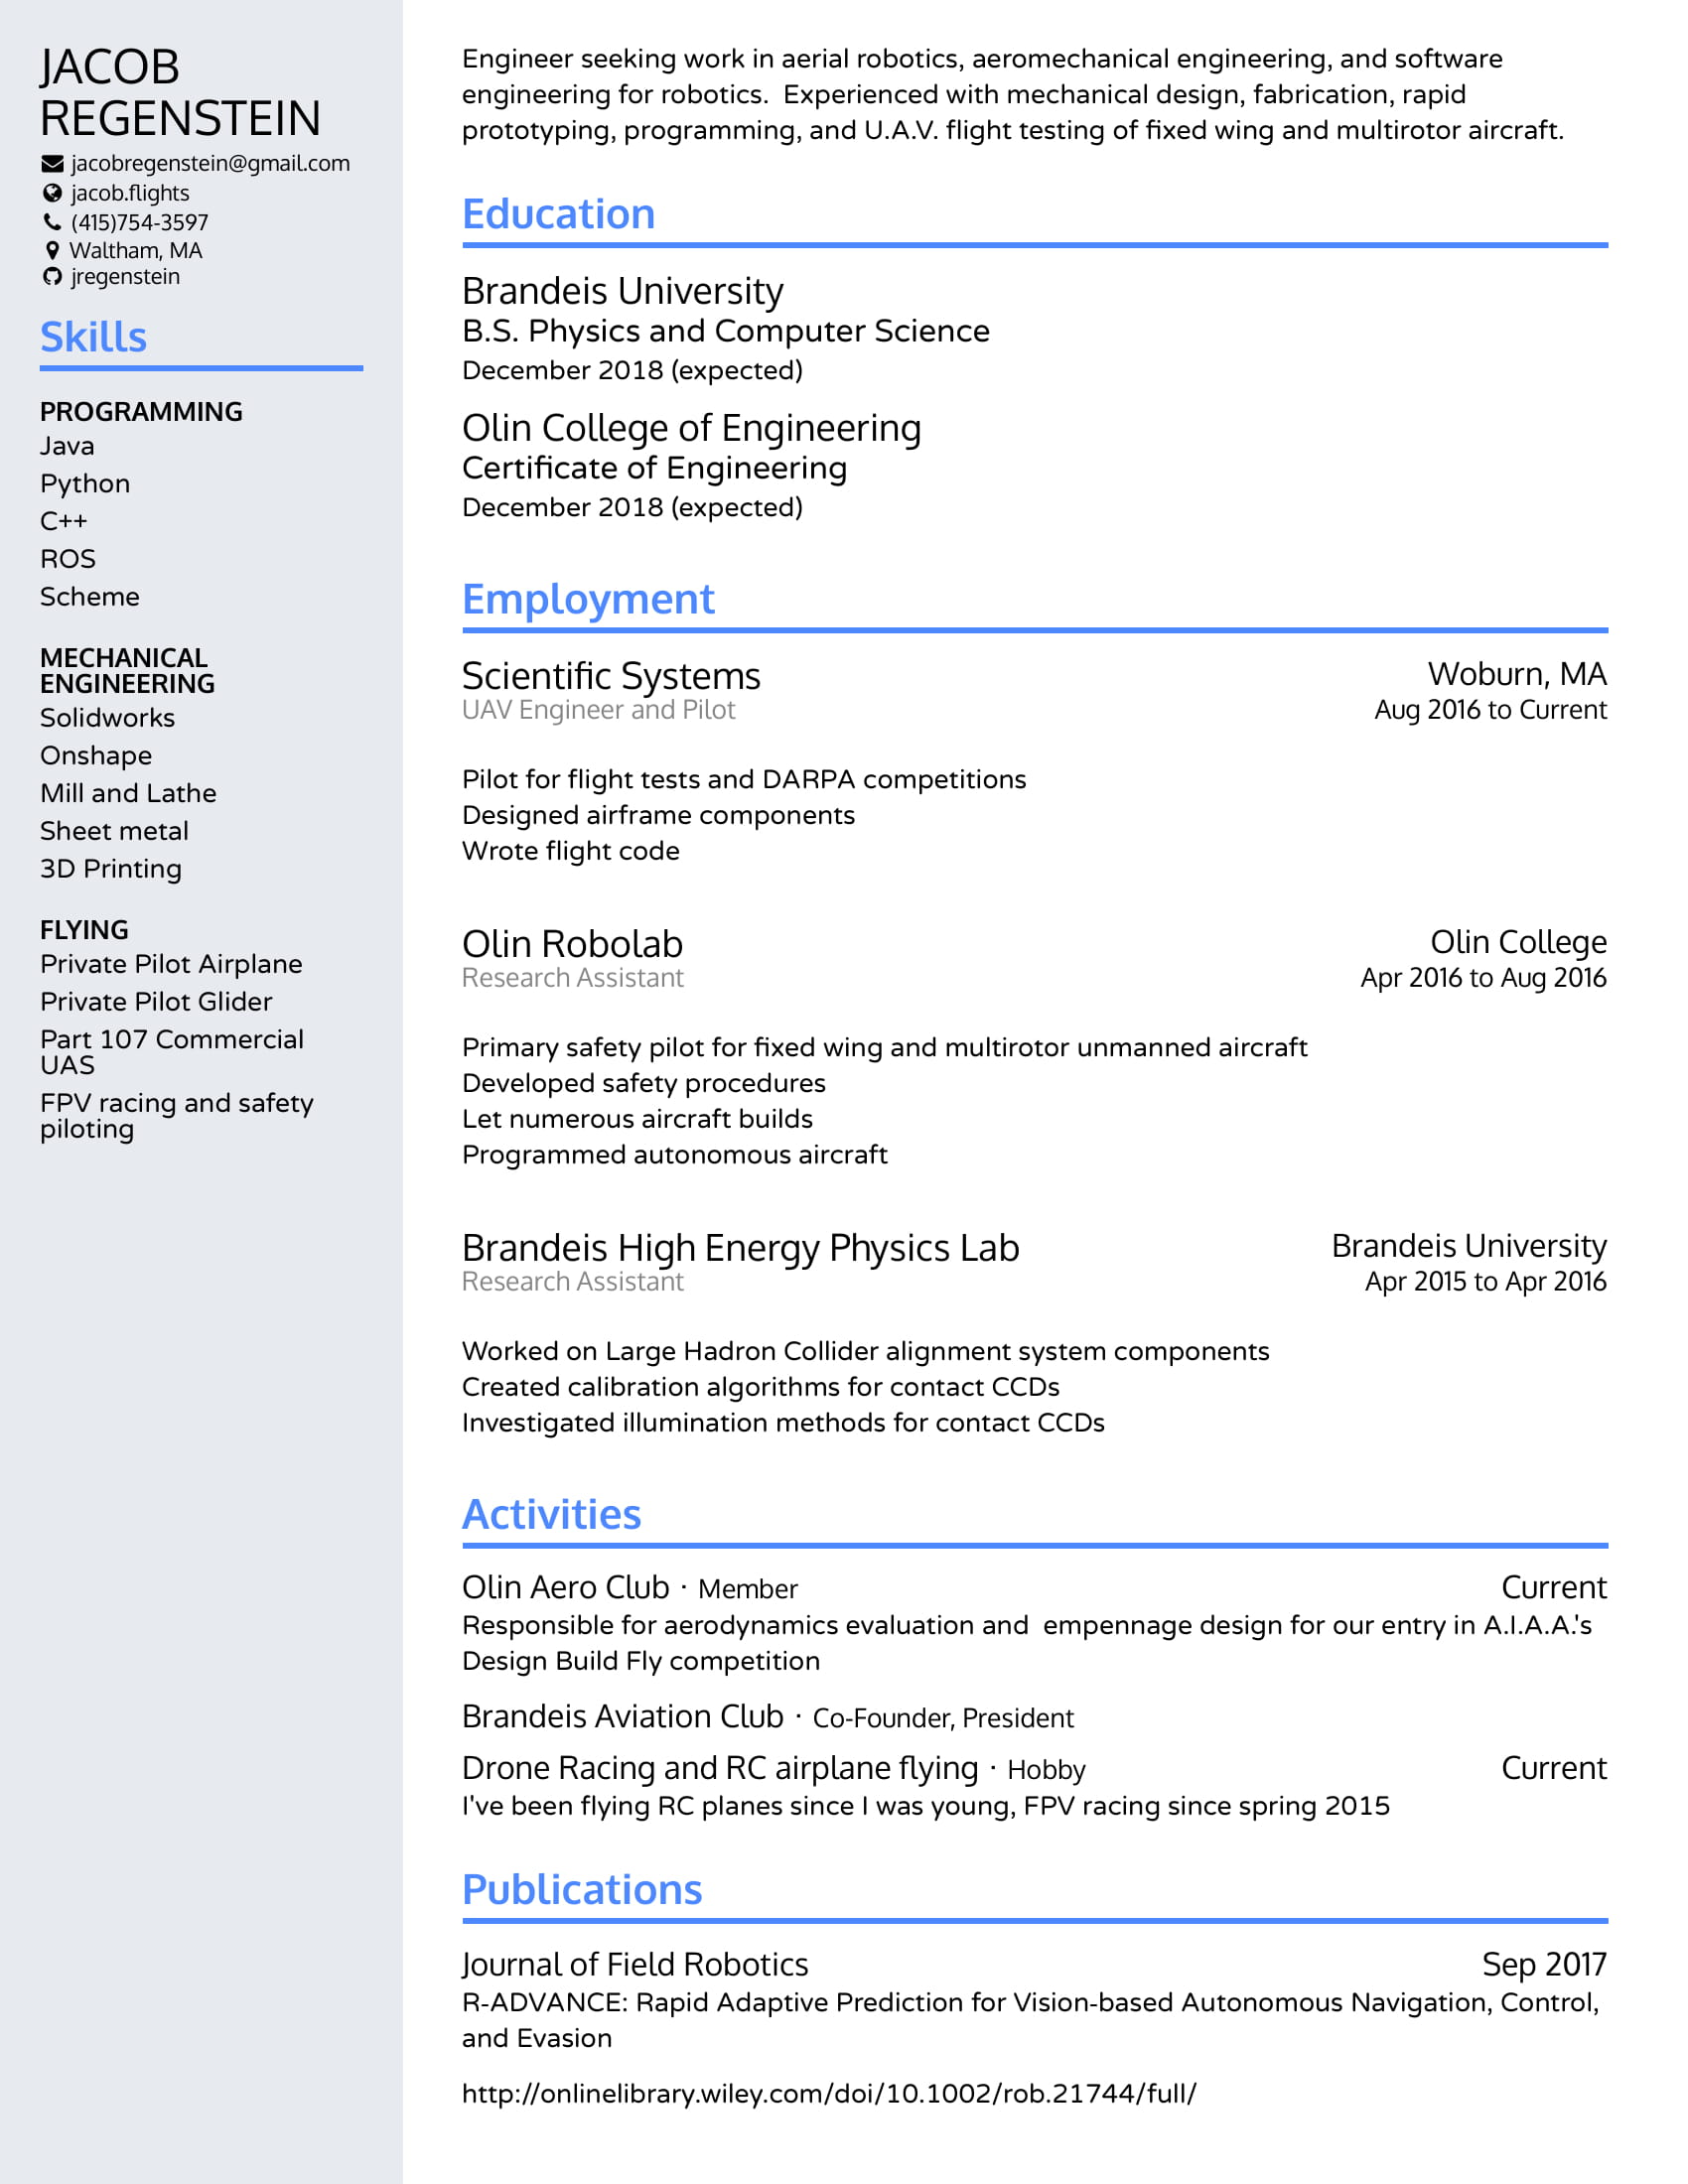 JACOB
REGENSTEIN
jacobregenstein@gmail.com
jacob.flights
(415)754-3597
Waltham, MA
jregenstein
Skills
PROGRAMMING
Java
Python
C++
ROS
Scheme
MECHANICAL
ENGINEERING
Solidworks
Onshape
Mill and Lathe
Sheet metal
3D Printing
FLYING
Private Pilot Airplane
Private Pilot Glider
Part 107 Commercial
UAS
FPV racing and safety
piloting
Engineer seeking work in aerial robotics, aeromechanical engineering, and software
engineering for robotics.  Experienced with mechanical design, fabrication, rapid
prototyping, programming, and U.A.V. flight testing of fixed wing and multirotor aircraft.
Education
Brandeis University
B.S. Physics and Computer Science
December 2018 (expected)
Olin College of Engineering
Certificate of Engineering
December 2018 (expected)
Employment
Scientific Systems Woburn, MA
UAV Engineer and Pilot Aug 2016 to Current
Pilot for flight tests and DARPA competitions
Designed airframe components
Wrote flight code
Olin Robolab Olin College
Research Assistant Apr 2016 to Aug 2016
Primary safety pilot for fixed wing and multirotor unmanned aircraft
Developed safety procedures
Let numerous aircraft builds
Programmed autonomous aircraft
Brandeis High Energy Physics Lab Brandeis University
Research Assistant Apr 2015 to Apr 2016
Worked on Large Hadron Collider alignment system components
Created calibration algorithms for contact CCDs
Investigated illumination methods for contact CCDs
Activities
Olin Aero Club · Member Current
Responsible for aerodynamics evaluation and  empennage design for our entry in A.I.A.A.'s
Design Build Fly competition
Brandeis Aviation Club · Co-Founder, President
Drone Racing and RC airplane flying · Hobby Current
I've been flying RC planes since I was young, FPV racing since spring 2015
Publications
Journal of Field Robotics Sep 2017
R-ADVANCE: Rapid Adaptive Prediction for Vision-based Autonomous Navigation, Control,
and Evasion
http://onlinelibrary.wiley.com/doi/10.1002/rob.21744/full/